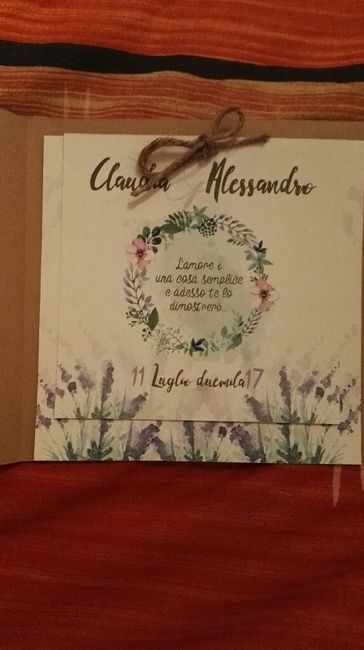 Claudia & Alessandro
L'amore è
una cosa semplice
e adesso te lo
dimostrerò...
11 Luglio duemila17